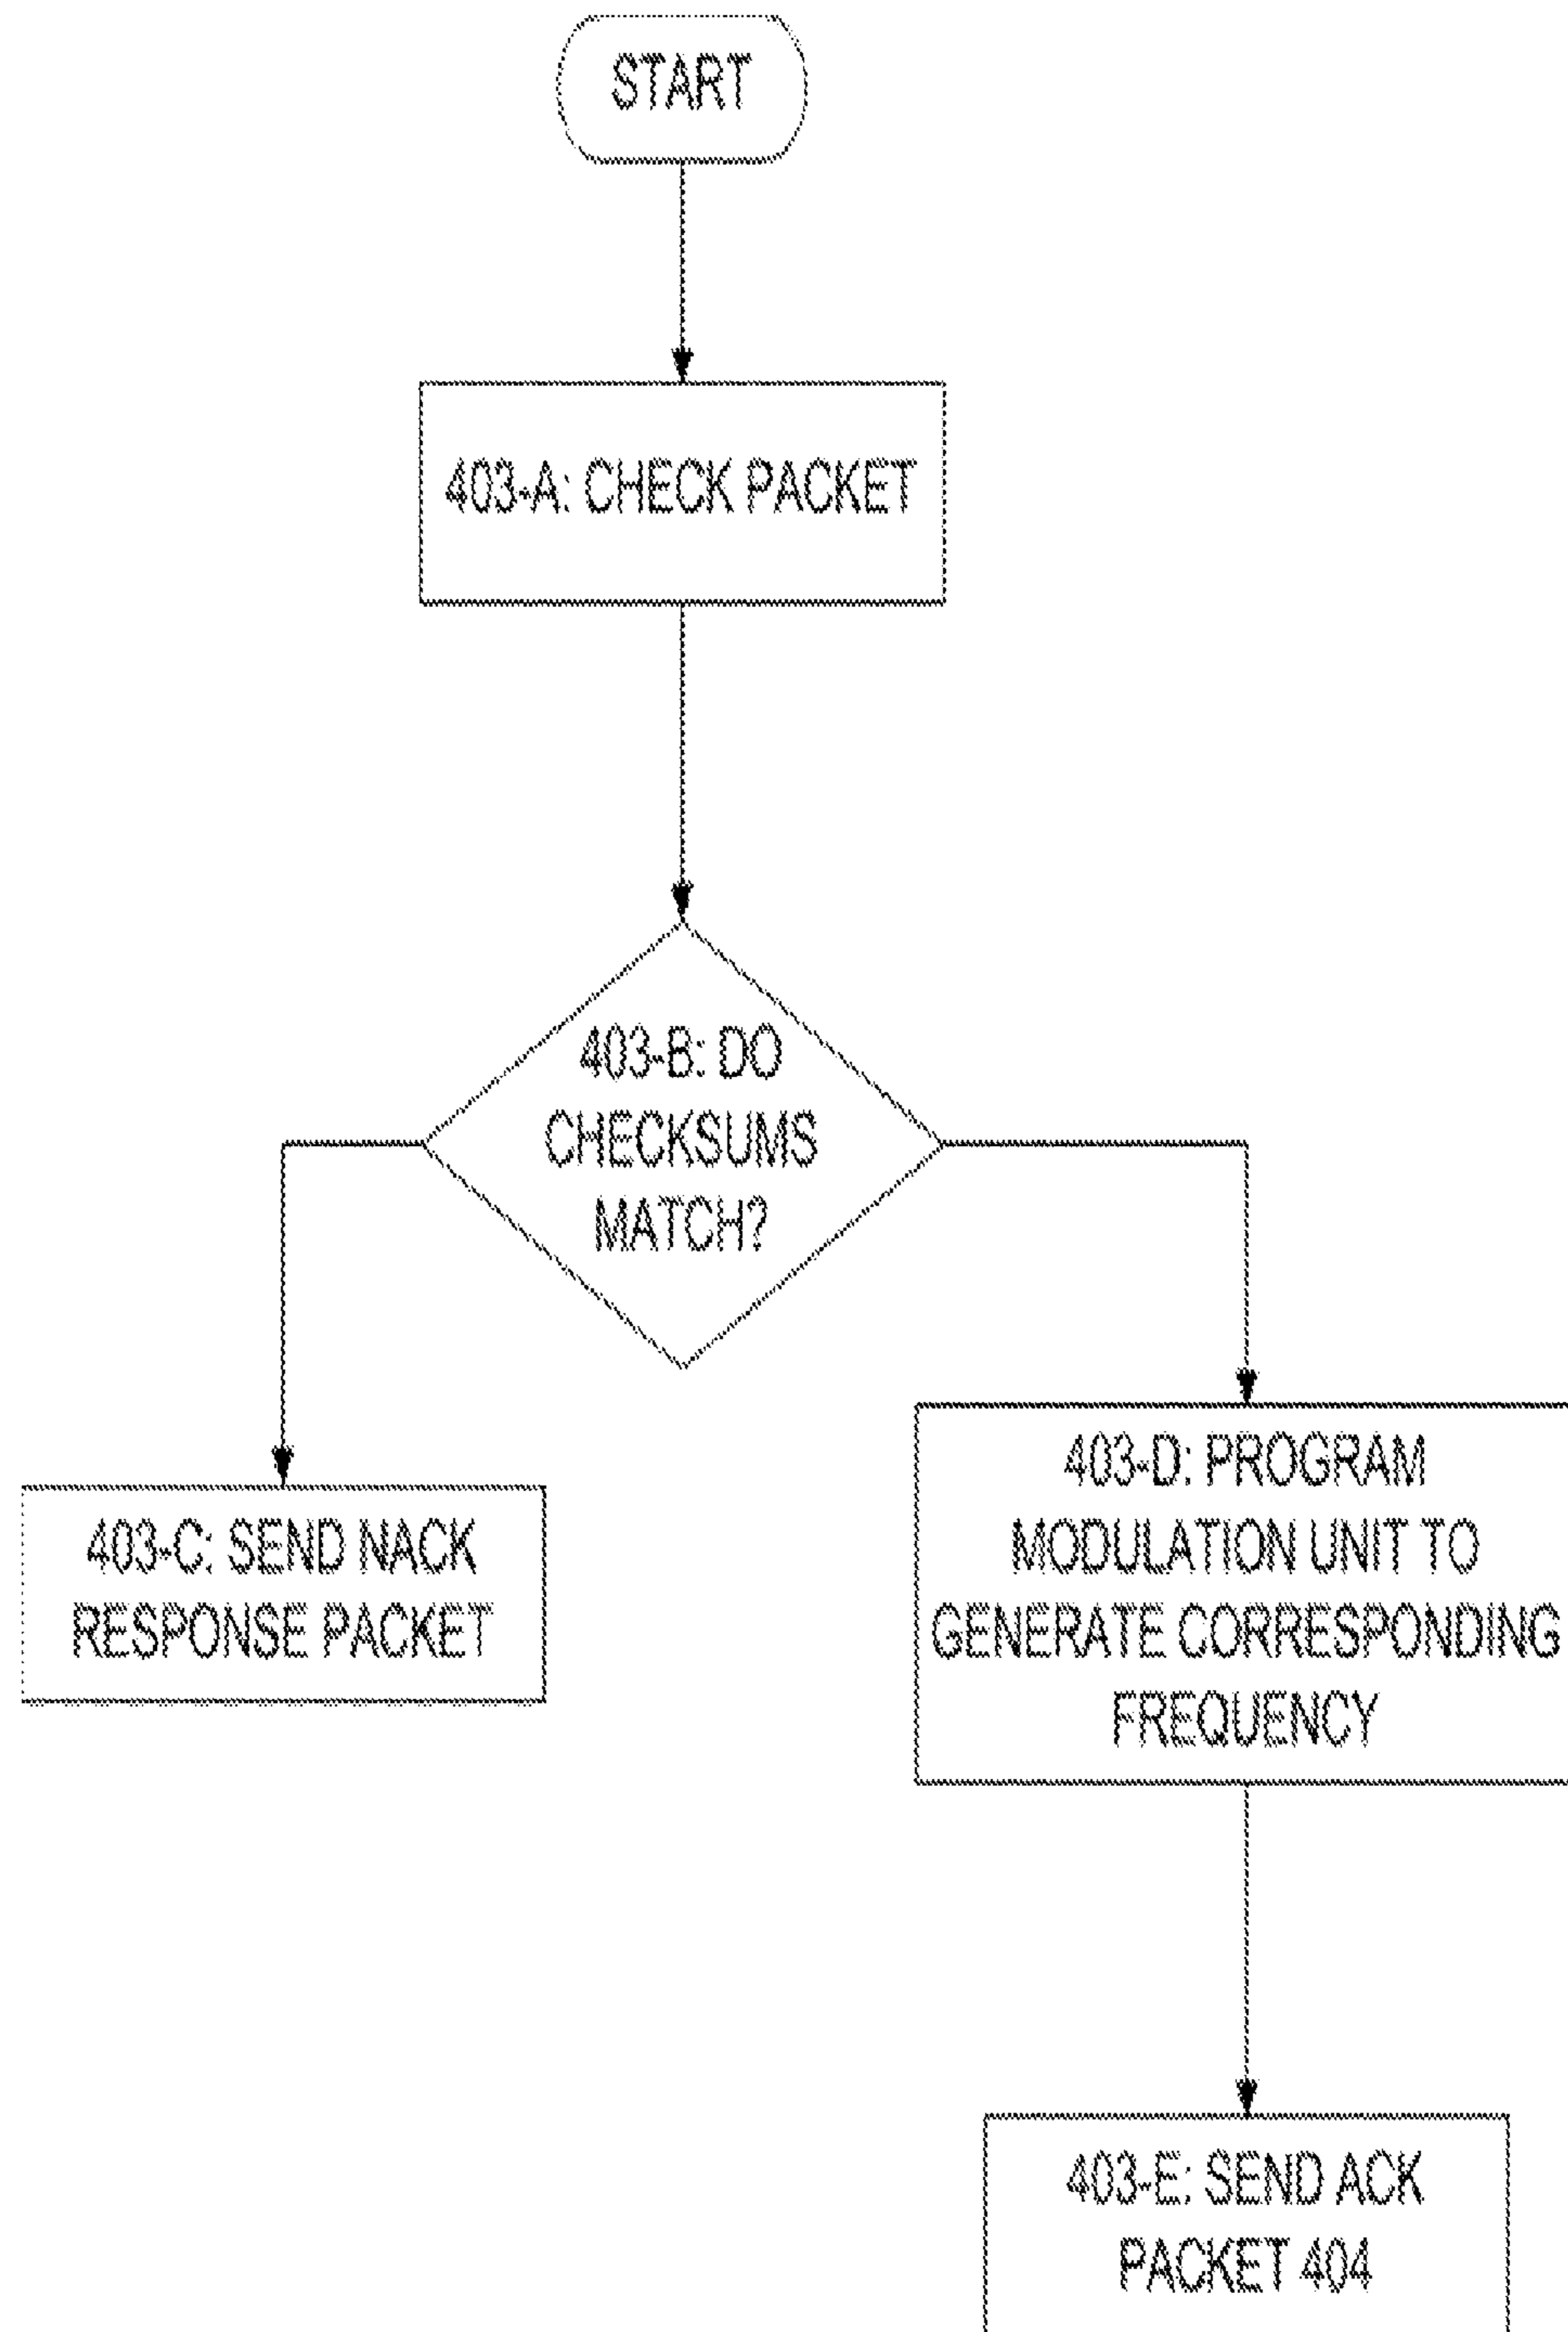 START
403-A: CHECK PACKET
403-B: DO
CHECKSUMS
MATCH?
403-C: SEND NACK
RESPONSE PACKET
403-D: PROGRAM
MODULATION UNIT TO
GENERATE CORRESPONDING
FREQUENCY
403-E: SEND ACK
PACKET 404